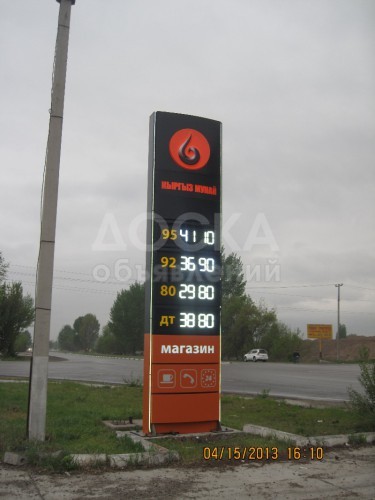 КЫРГЫЗ МУНАЙ
95 41 10
92 36 90
80 29 80
ДТ 38 80
магазин
24
ДОСКА
объявлений
04/15/2013 16:10